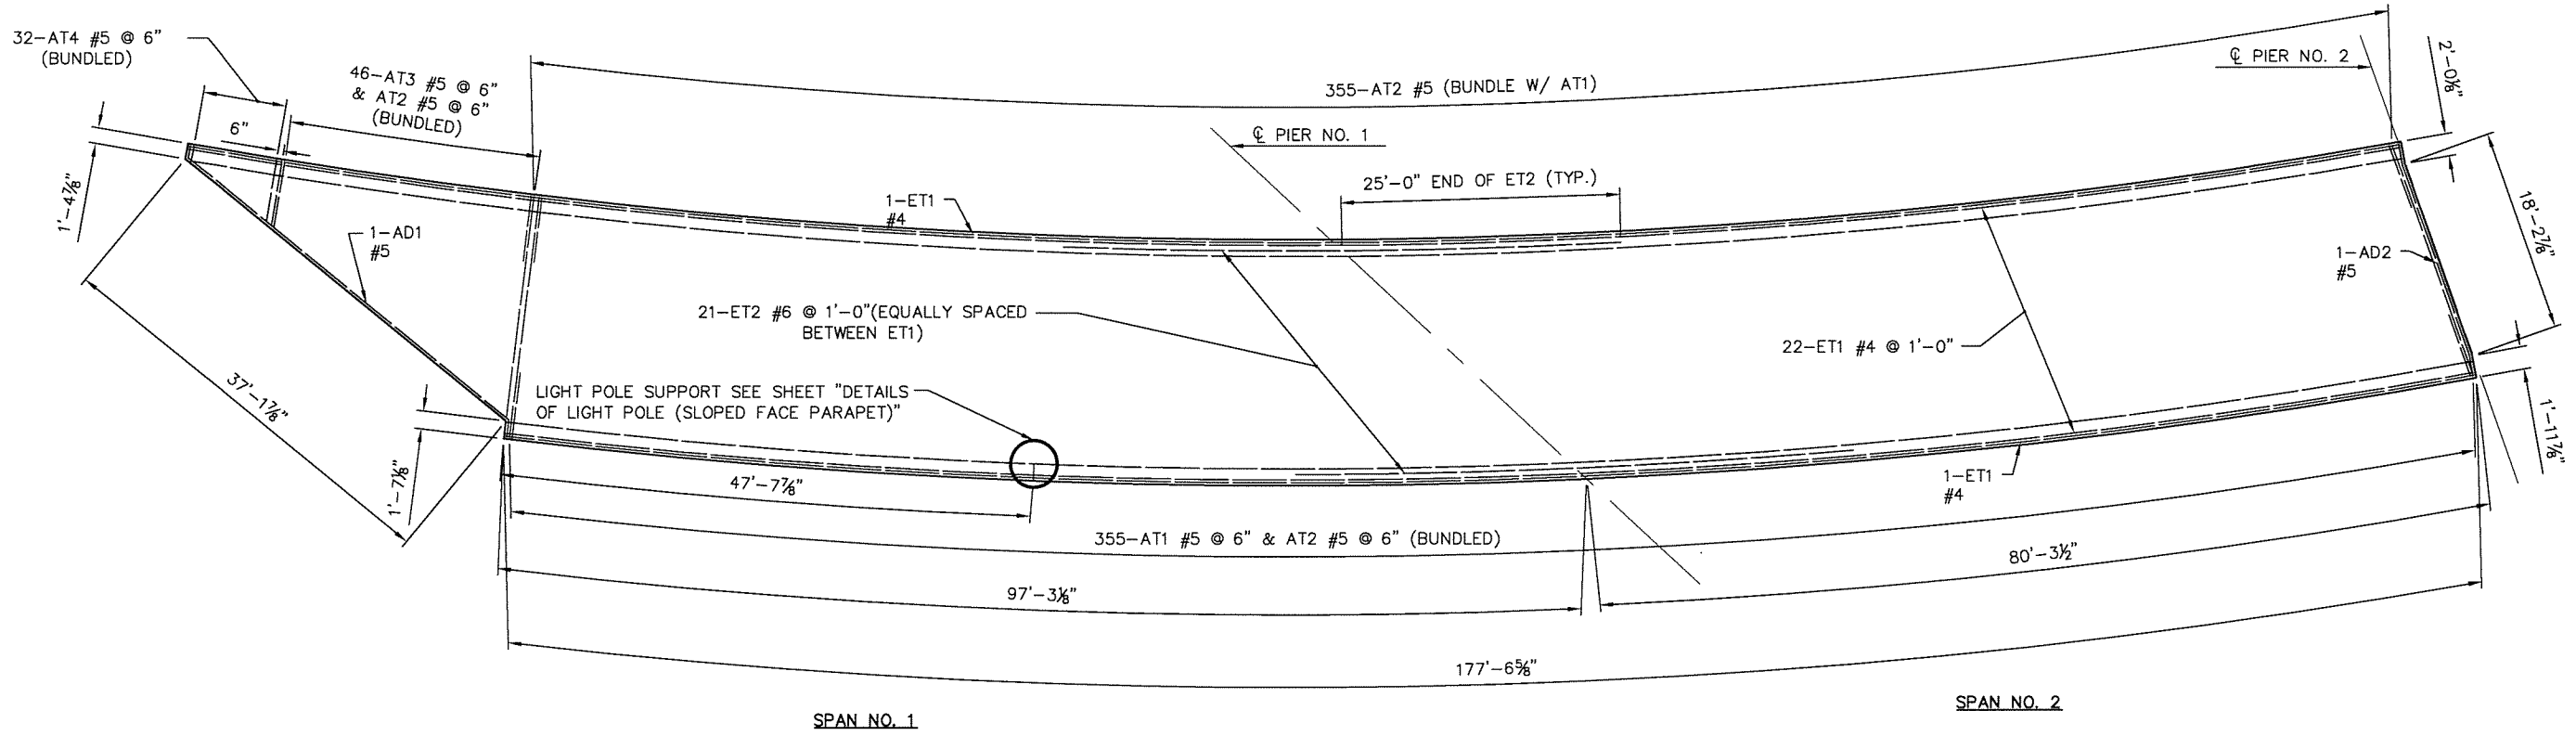 32-AT4 #5 @ 6"
(BUNDLED)
46-AT3 #5 @ 6"
& AT2 #5 @ 6"
(BUNDLED)
6"
1'-4⅞"
355-AT2 #5 (BUNDLE W/ AT1)
℄ PIER NO. 2
2'-0⅛"
℄ PIER NO. 1
25'-0" END OF ET2 (TYP.)
1-ET1
#4
18'-2⅞"
1-AD1
#5
1-AD2
#5
21-ET2 #6 @ 1'-0"(EQUALLY SPACED
BETWEEN ET1)
22-ET1 #4 @ 1'-0"
37'-1⅞"
LIGHT POLE SUPPORT SEE SHEET "DETAILS
OF LIGHT POLE (SLOPED FACE PARAPET)"
1'-7⅛"
47'-7⅞"
1-ET1
#4
1'-11⅞"
355-AT1 #5 @ 6" & AT2 #5 @ 6" (BUNDLED)
80'-3½"
97'-3⅛"
177'-6⅝"
SPAN NO. 1
SPAN NO. 2